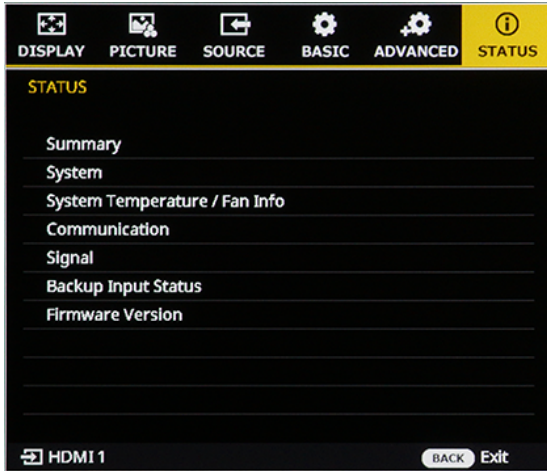 DISPLAY PICTURE SOURCE BASIC ADVANCED STATUS
STATUS
Summary
System
System Temperature / Fan Info
Communication
Signal
Backup Input Status
Firmware Version
HDMI 1 BACK Exit